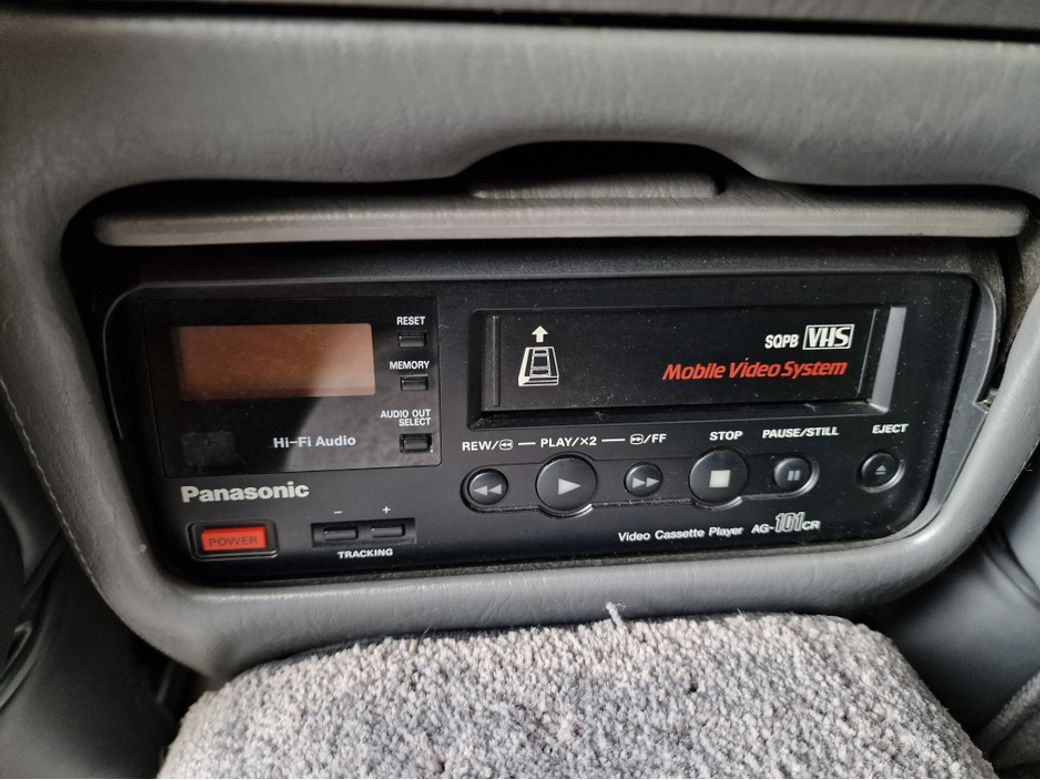 RESET
MEMORY
AUDIO OUT
SELECT
Hi-Fi Audio
Panasonic
POWER
– +
TRACKING
SQPB VHS
Mobile Video System
REW/◀◀ — PLAY/×2 — ▶▶/FF STOP PAUSE/STILL EJECT
Video Cassette Player AG-101CR